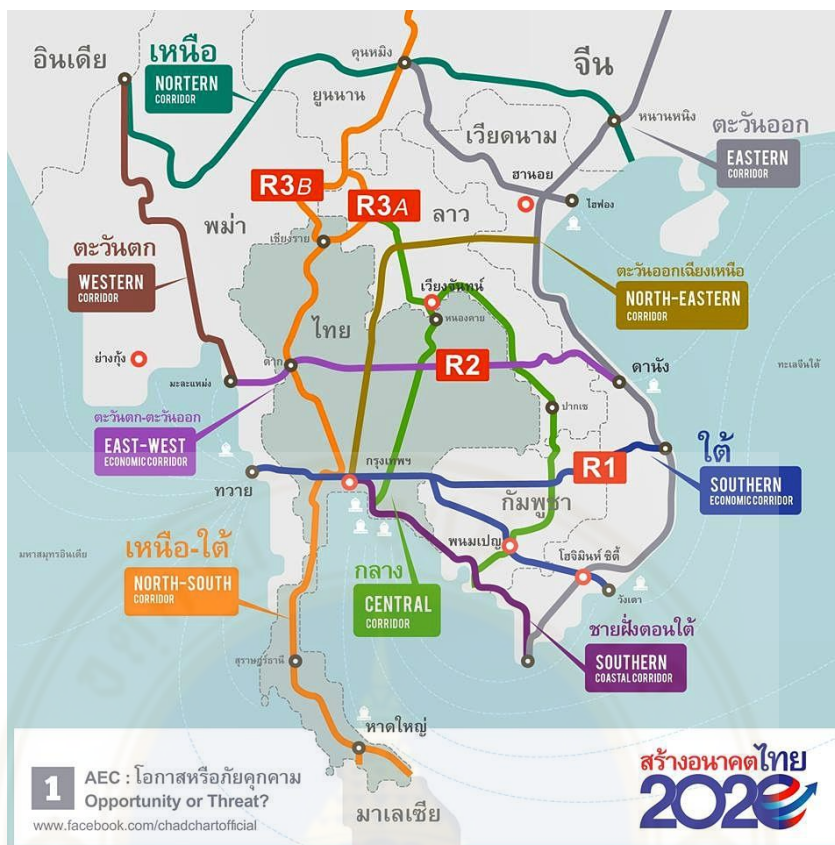 อินเดีย
เหนือ
NORTERN
CORRIDOR
คุนหมิง
ยูนนาน
จีน
หนานหนิง
เวียดนาม
ตะวันออก
EASTERN
CORRIDOR
ฮานอย
ไฮฟอง
R3B
R3A
พม่า
ลาว
เชียงราย
ตะวันตก
WESTERN
CORRIDOR
ตะวันออกเฉียงเหนือ
NORTH-EASTERN
CORRIDOR
เวียงจันทน์
หนองคาย
ไทย
ย่างกุ้ง
ตาก
R2
ดานัง
ทะเลจีนใต้
มะละแหม่ง
ปากเซ
ตะวันตก-ตะวันออก
EAST-WEST
ECONOMIC CORRIDOR
กรุงเทพฯ
R1
ใต้
SOUTHERN
ECONOMIC CORRIDOR
ทวาย
กัมพูชา
พนมเปญ
โฮจิมินห์ ซิตี้
วังเตา
มหาสมุทรอินเดีย
เหนือ-ใต้
NORTH-SOUTH
CORRIDOR
กลาง
CENTRAL
CORRIDOR
ชายฝั่งตอนใต้
SOUTHERN
COASTAL CORRIDOR
สุราษฎร์ธานี
หาดใหญ่
มาเลเซีย
1
AEC : โอกาสหรือภัยคุกคาม
Opportunity or Threat?
www.facebook.com/chadchartofficial
สร้างอนาคตไทย
2020